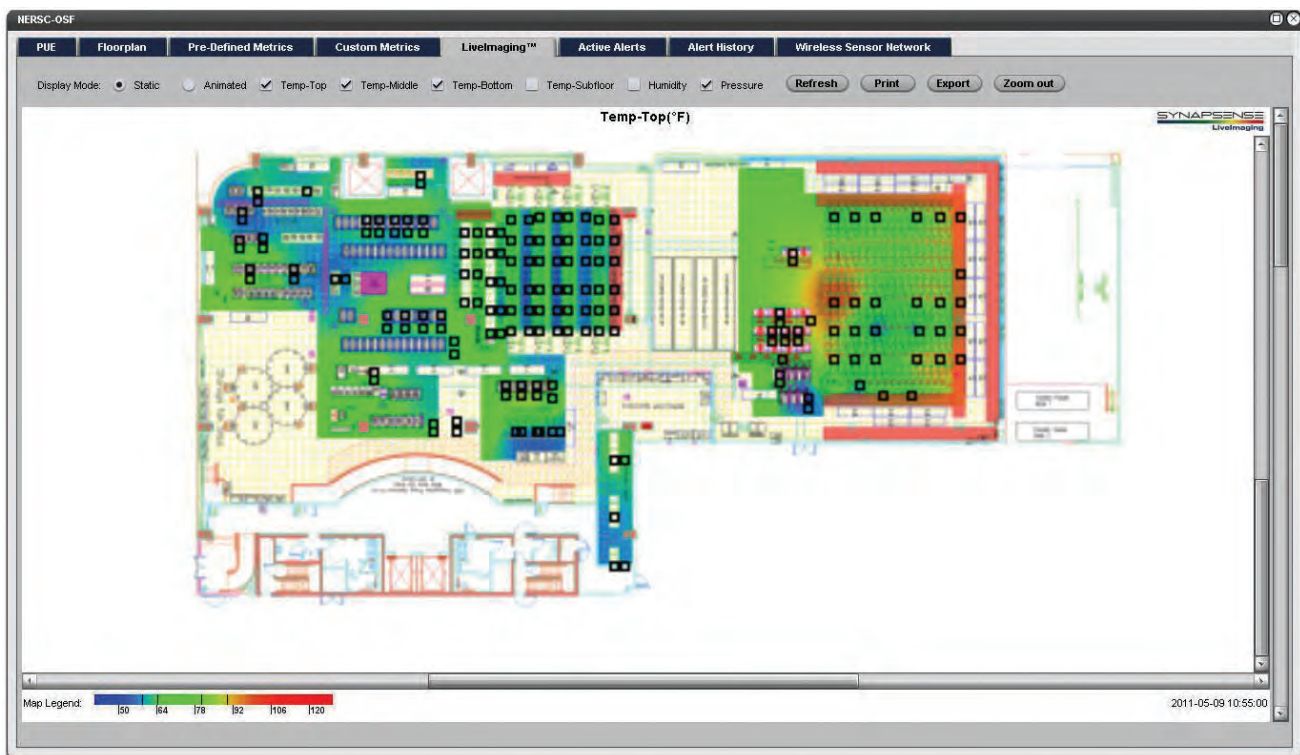 NERSC-OSF
PUE Floorplan Pre-Defined Metrics Custom Metrics LiveImaging™ Active Alerts Alert History Wireless Sensor Network
Display Mode: Static Animated Temp-Top Temp-Middle Temp-Bottom Temp-Subfloor Humidity Pressure Refresh Print Export Zoom out
Temp-Top(°F)
SYNAPSENSE
LiveImaging
Map Legend: 50 64 78 92 106 120
2011-05-09 10:55:00